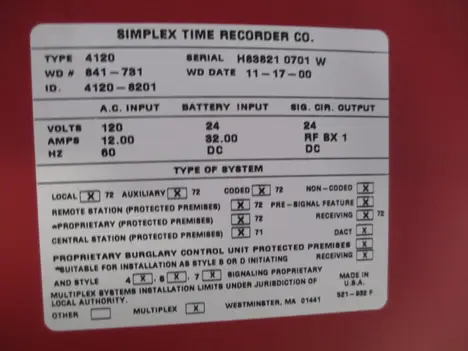 SIMPLEX TIME RECORDER CO.
TYPE 4120 SERIAL H83821 0701 W
WD # 841-731 WD DATE 11-17-00
ID. 4120-8201
A.C. INPUT BATTERY INPUT SIG. CIR. OUTPUT
VOLTS 120 24 24
AMPS 12.00 32.00 RF BX 1
HZ 60 DC DC
TYPE OF SYSTEM
LOCAL X 72 AUXILIARY X 72 CODED X 72 NON-CODED X
REMOTE STATION (PROTECTED PREMISES) X 72 PRE-SIGNAL FEATURE X
*PROPRIETARY (PROTECTED PREMISES) X 72 RECEIVING X 72
CENTRAL STATION (PROTECTED PREMISES) X 71 DACT X
PROPRIETARY BURGLARY CONTROL UNIT PROTECTED PREMISES X
*SUITABLE FOR INSTALLATION AS STYLE B OR D INITIATING RECEIVING X
AND STYLE 4 X , 6 X , 7 X SIGNALING PROPRIETARY MADE IN
MULTIPLEX SYSTEMS INSTALLATION LIMITS UNDER JURISDICTION OF U.S.A.
LOCAL AUTHORITY. 521-932 F
OTHER MULTIPLEX X WESTMINSTER, MA 01441